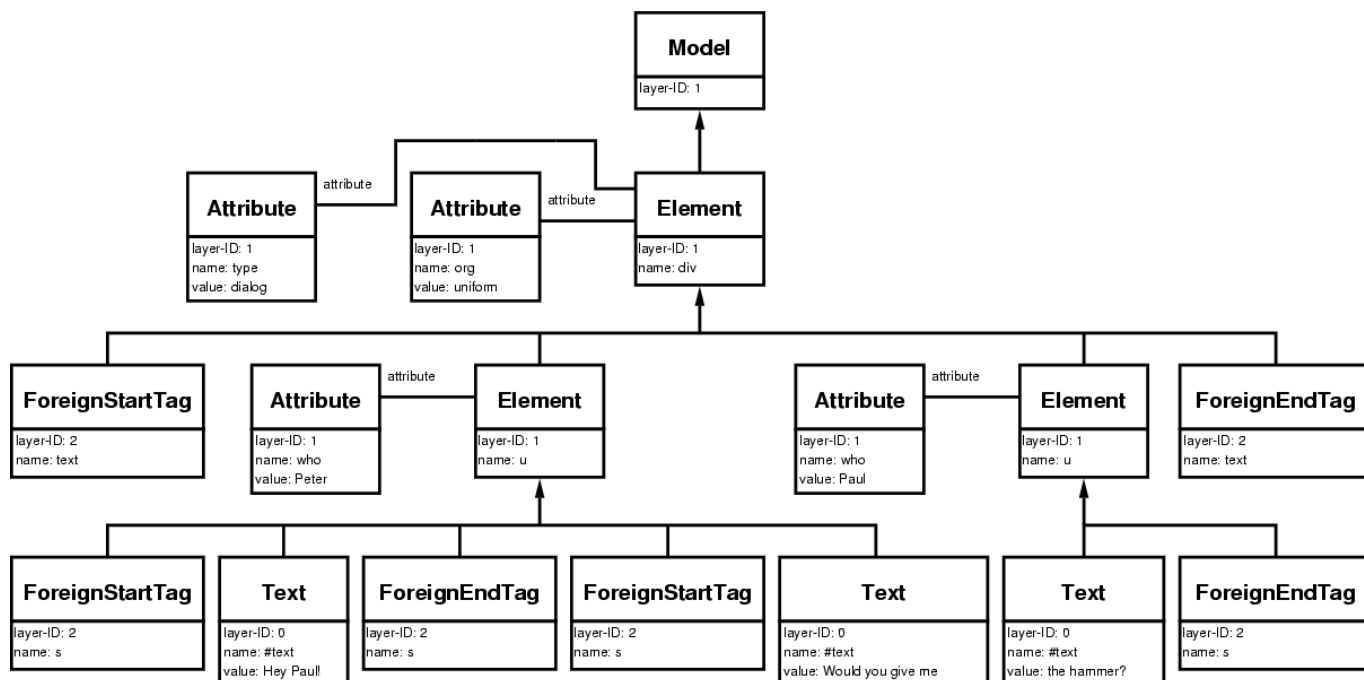 Model
layer-ID: 1
attribute
Attribute
layer-ID: 1
name: type
value: dialog
attribute
Attribute
layer-ID: 1
name: org
value: uniform
Element
layer-ID: 1
name: div
ForeignStartTag
layer-ID: 2
name: text
Attribute
layer-ID: 1
name: who
value: Peter
attribute
Element
layer-ID: 1
name: u
Attribute
layer-ID: 1
name: who
value: Paul
attribute
Element
layer-ID: 1
name: u
ForeignEndTag
layer-ID: 2
name: text
ForeignStartTag
layer-ID: 2
name: s
Text
layer-ID: 0
name: #text
value: Hey Paul!
ForeignEndTag
layer-ID: 2
name: s
ForeignStartTag
layer-ID: 2
name: s
Text
layer-ID: 0
name: #text
value: Would you give me
Text
layer-ID: 0
name: #text
value: the hammer?
ForeignEndTag
layer-ID: 2
name: s